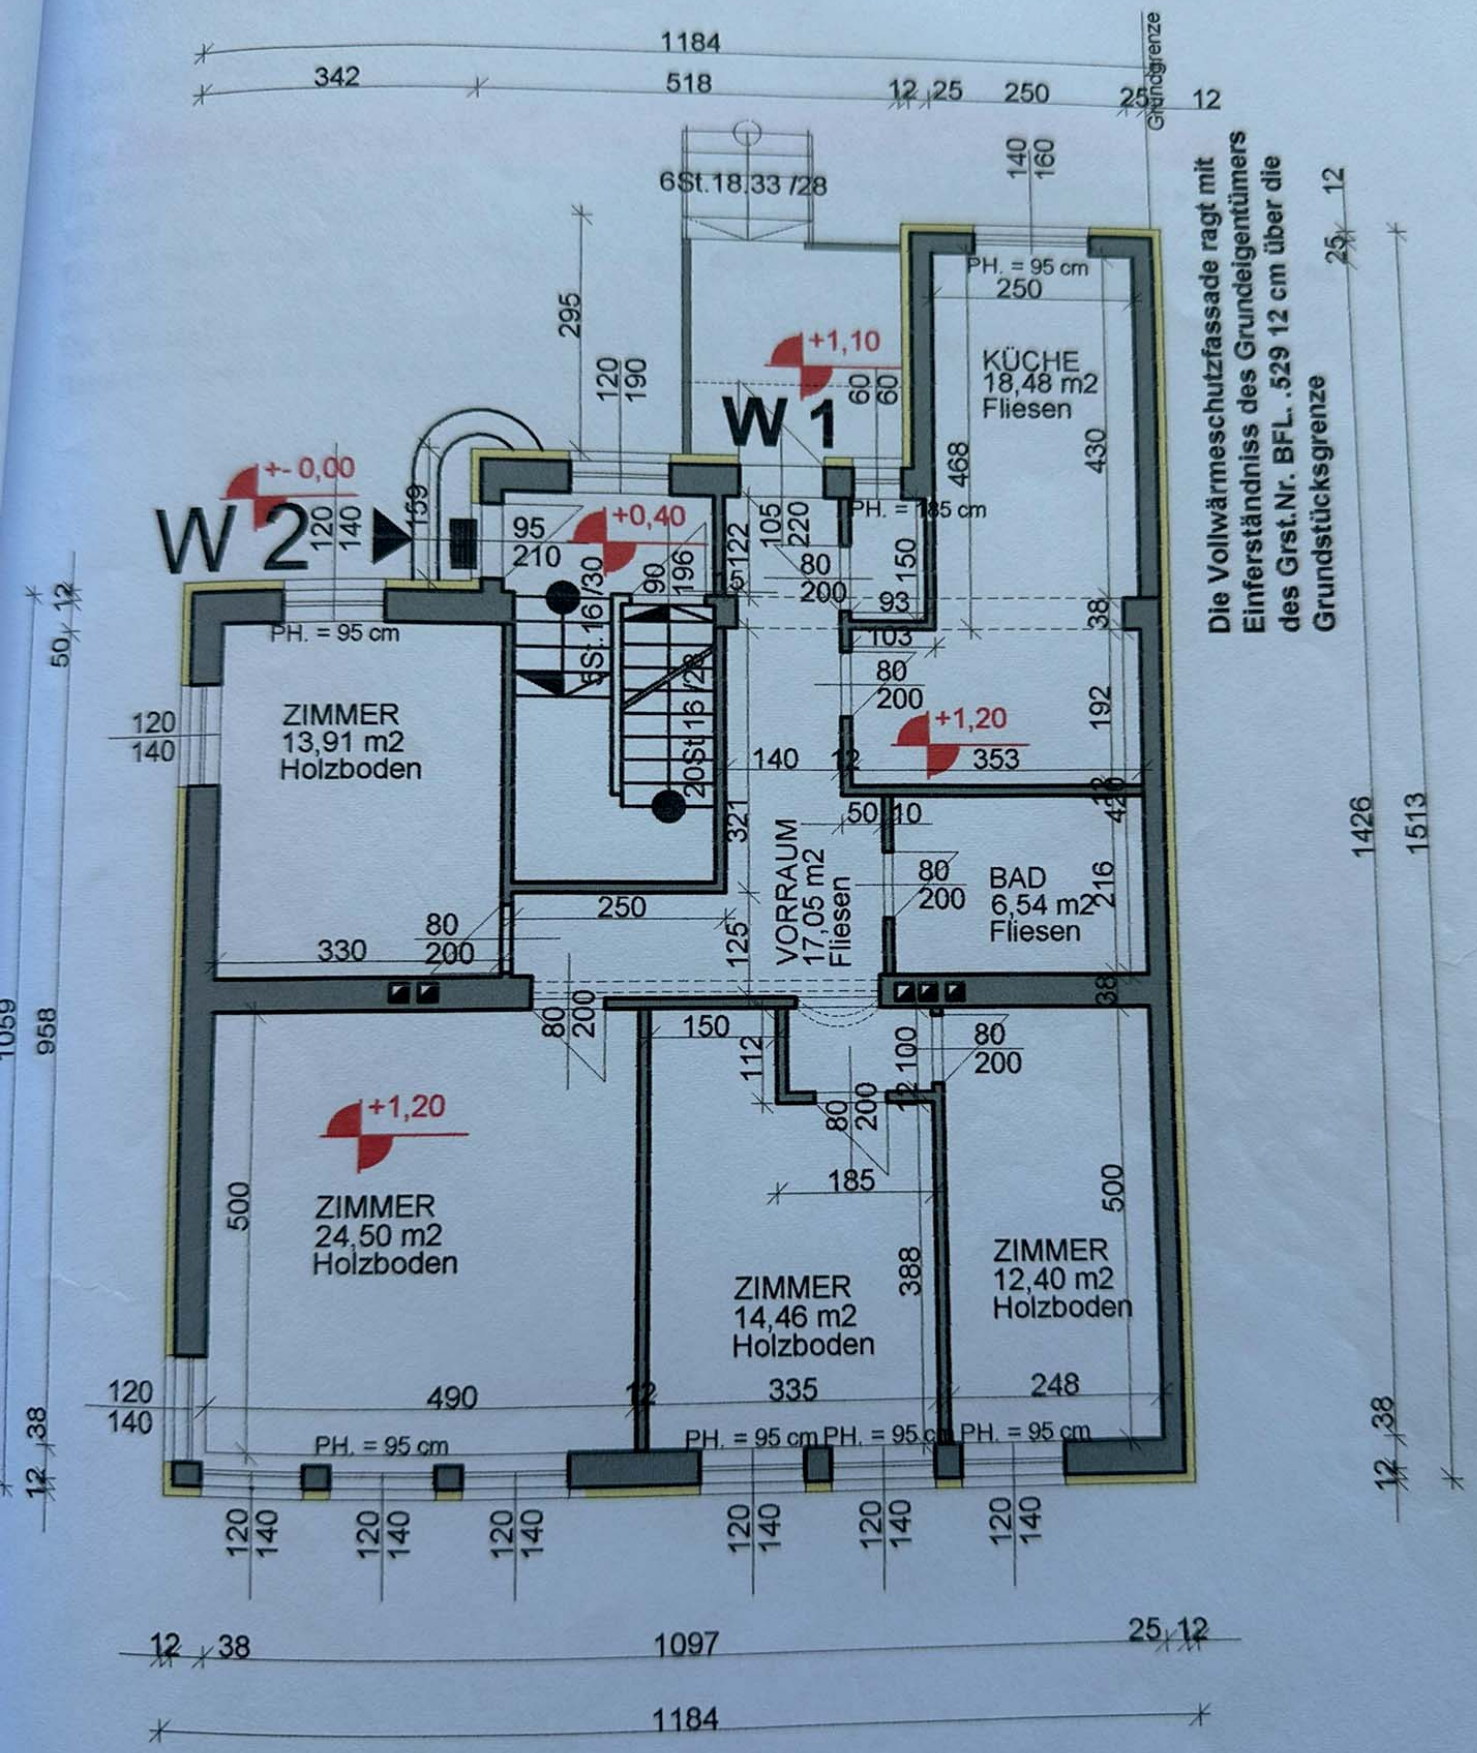 1184
342
518
12
25
250
25
12
Grundgrenze
6St.18.33 /28
140
160
Die Vollwärmeschutzfassade ragt mit
Einferständniss des Grundeigentümers
des Grst.Nr. BFL. .529 12 cm über die
Grundstücksgrenze
12
25
PH. = 95 cm
250
295
120
190
+1,10
60
60
W 1
KÜCHE
18,48 m2
Fliesen
468
430
+- 0,00
W 2
120
140
159
95
210
+0,40
122
105
220
PH. = 185 cm
90
196
5
80
200
150
93
50
12
PH. = 95 cm
6St.16 /30
103
38
80
200
120
140
ZIMMER
13,91 m2
Holzboden
20St.16 /28
+1,20
192
140
12
353
321
50
10
426
VORRAUM
17,05 m2
Fliesen
80
200
BAD
6,54 m2
Fliesen
216
1426
1513
250
80
200
330
125
38
1059
958
80
200
150
112
100
80
200
12
80
200
+1,20
185
500
ZIMMER
24,50 m2
Holzboden
500
388
ZIMMER
14,46 m2
Holzboden
ZIMMER
12,40 m2
Holzboden
120
140
490
12
335
248
38
12
38
12
PH. = 95 cm
PH. = 95 cm
PH. = 95 c
PH. = 95 cm
120
140
120
140
120
140
120
140
120
140
120
140
12
38
1097
25
12
1184